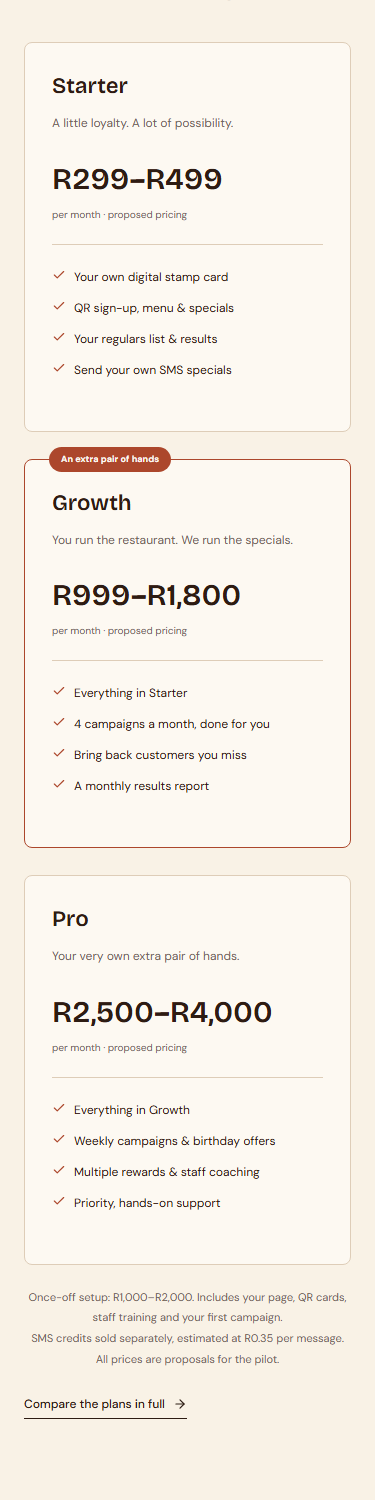 Starter
A little loyalty. A lot of possibility.
R299–R499
per month · proposed pricing
Your own digital stamp card
QR sign-up, menu & specials
Your regulars list & results
Send your own SMS specials
An extra pair of hands
Growth
You run the restaurant. We run the specials.
R999–R1,800
per month · proposed pricing
Everything in Starter
4 campaigns a month, done for you
Bring back customers you miss
A monthly results report
Pro
Your very own extra pair of hands.
R2,500–R4,000
per month · proposed pricing
Everything in Growth
Weekly campaigns & birthday offers
Multiple rewards & staff coaching
Priority, hands-on support
Once-off setup: R1,000–R2,000. Includes your page, QR cards,
staff training and your first campaign.
SMS credits sold separately, estimated at R0.35 per message.
All prices are proposals for the pilot.
Compare the plans in full →